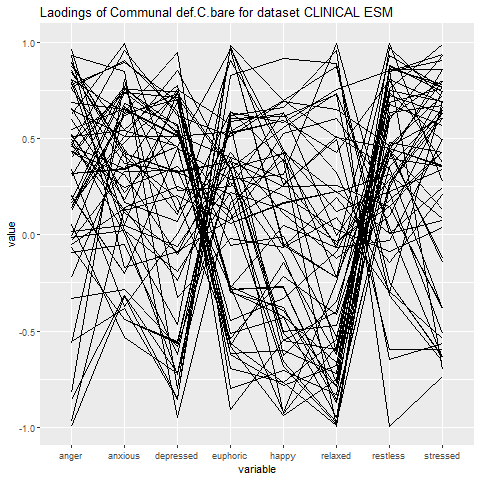 Laodings of Communal def.C.bare for dataset CLINICAL ESM
1.0
0.5
0.0
-0.5
-1.0
value
anger anxious depressed euphoric happy relaxed restless stressed
variable